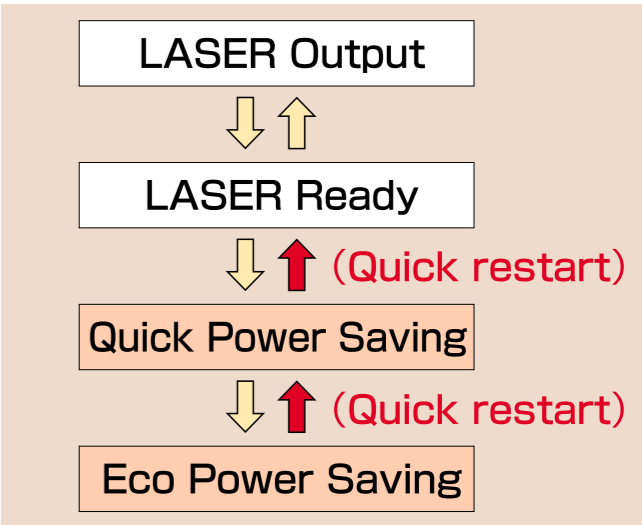 LASER Output
LASER Ready
(Quick restart)
Quick Power Saving
(Quick restart)
Eco Power Saving